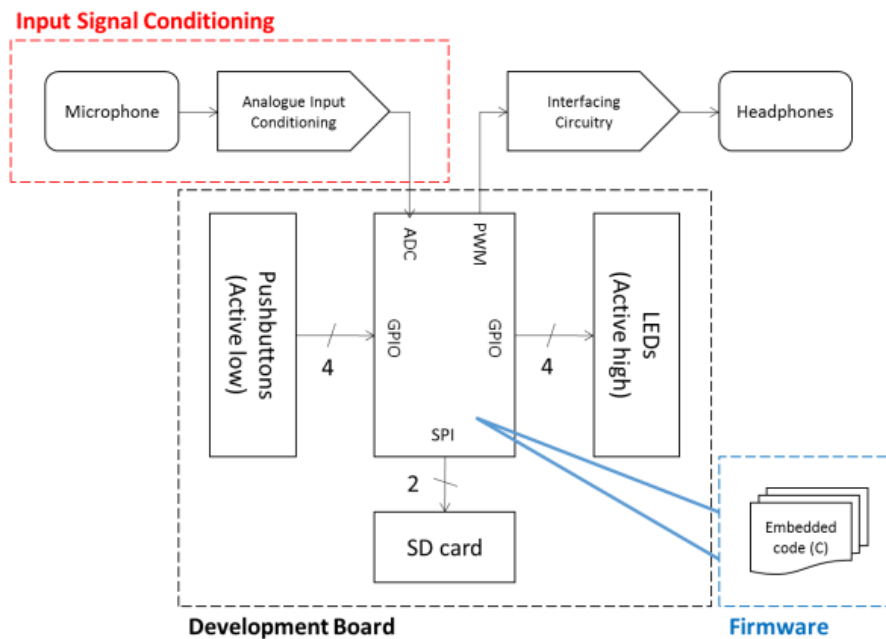 Input Signal Conditioning
Microphone
Analogue Input
Conditioning
Interfacing
Circuitry
Headphones
ADC
PWM
Pushbuttons
(Active low)
4
GPIO
GPIO
4
LEDs
(Active high)
SPI
2
SD card
Embedded
code (C)
Development Board
Firmware